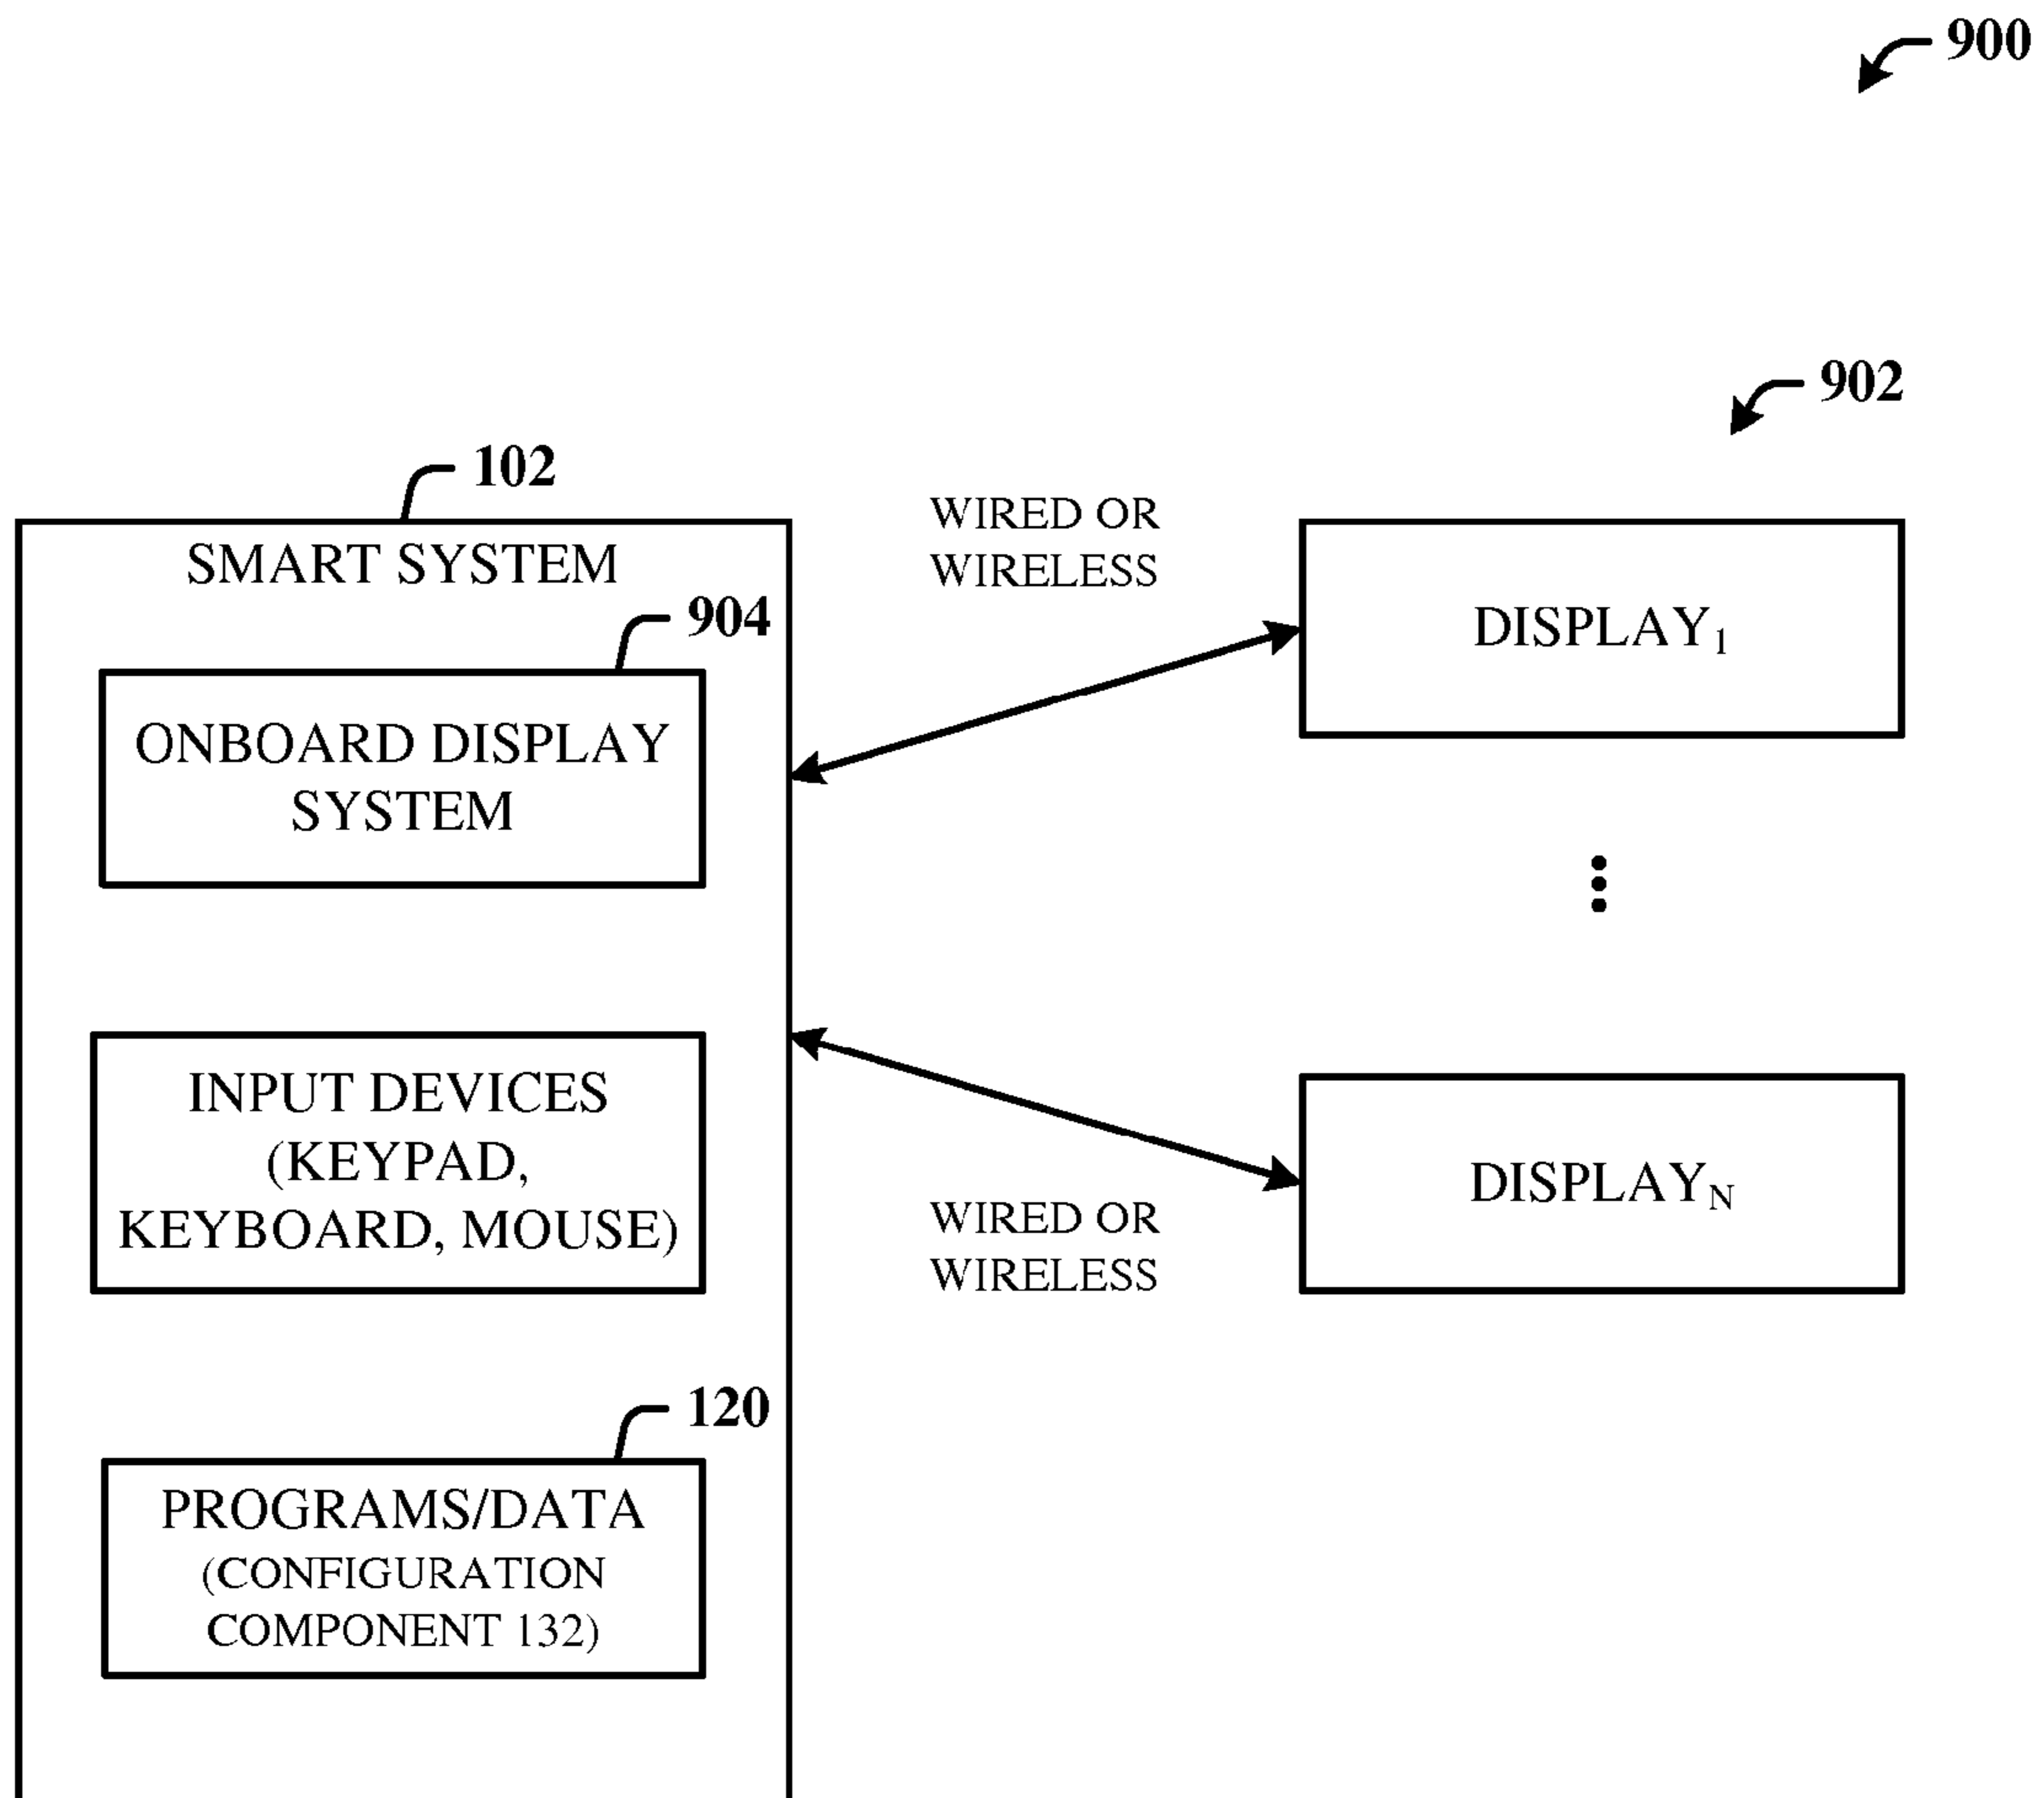 900
902
102
SMART SYSTEM
904
ONBOARD DISPLAY
SYSTEM
INPUT DEVICES
(KEYPAD,
KEYBOARD, MOUSE)
120
PROGRAMS/DATA
(CONFIGURATION
COMPONENT 132)
WIRED OR
WIRELESS
DISPLAY1
WIRED OR
WIRELESS
DISPLAYN